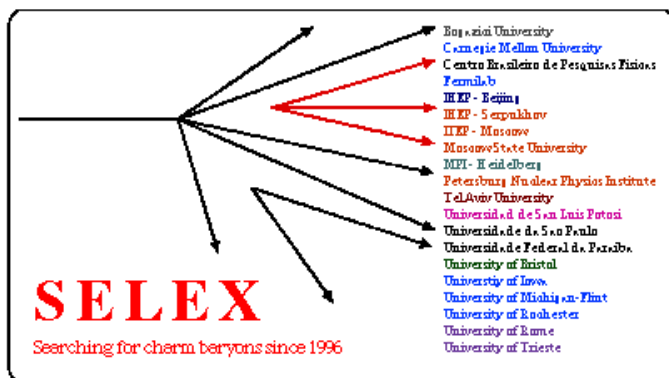 Bogazici University
Carnegie Mellon University
Centro Brasileiro de Pesquisas Fisicas
Fermilab
IHEP - Beijing
IHEP - Serpukhov
ITEP - Moscow
Moscow State University
MPI - Heidelberg
Petersburg Nuclear Physics Institute
Tel Aviv University
Universidad de San Luis Potosi
Universidade da Sao Paulo
Universidade Federal da Paraiba
University of Bristol
Universtiy of Iowa
University of Michigan-Flint
University of Rochester
University of Rome
University of Trieste
SELEX
Searching for charm baryons since 1996